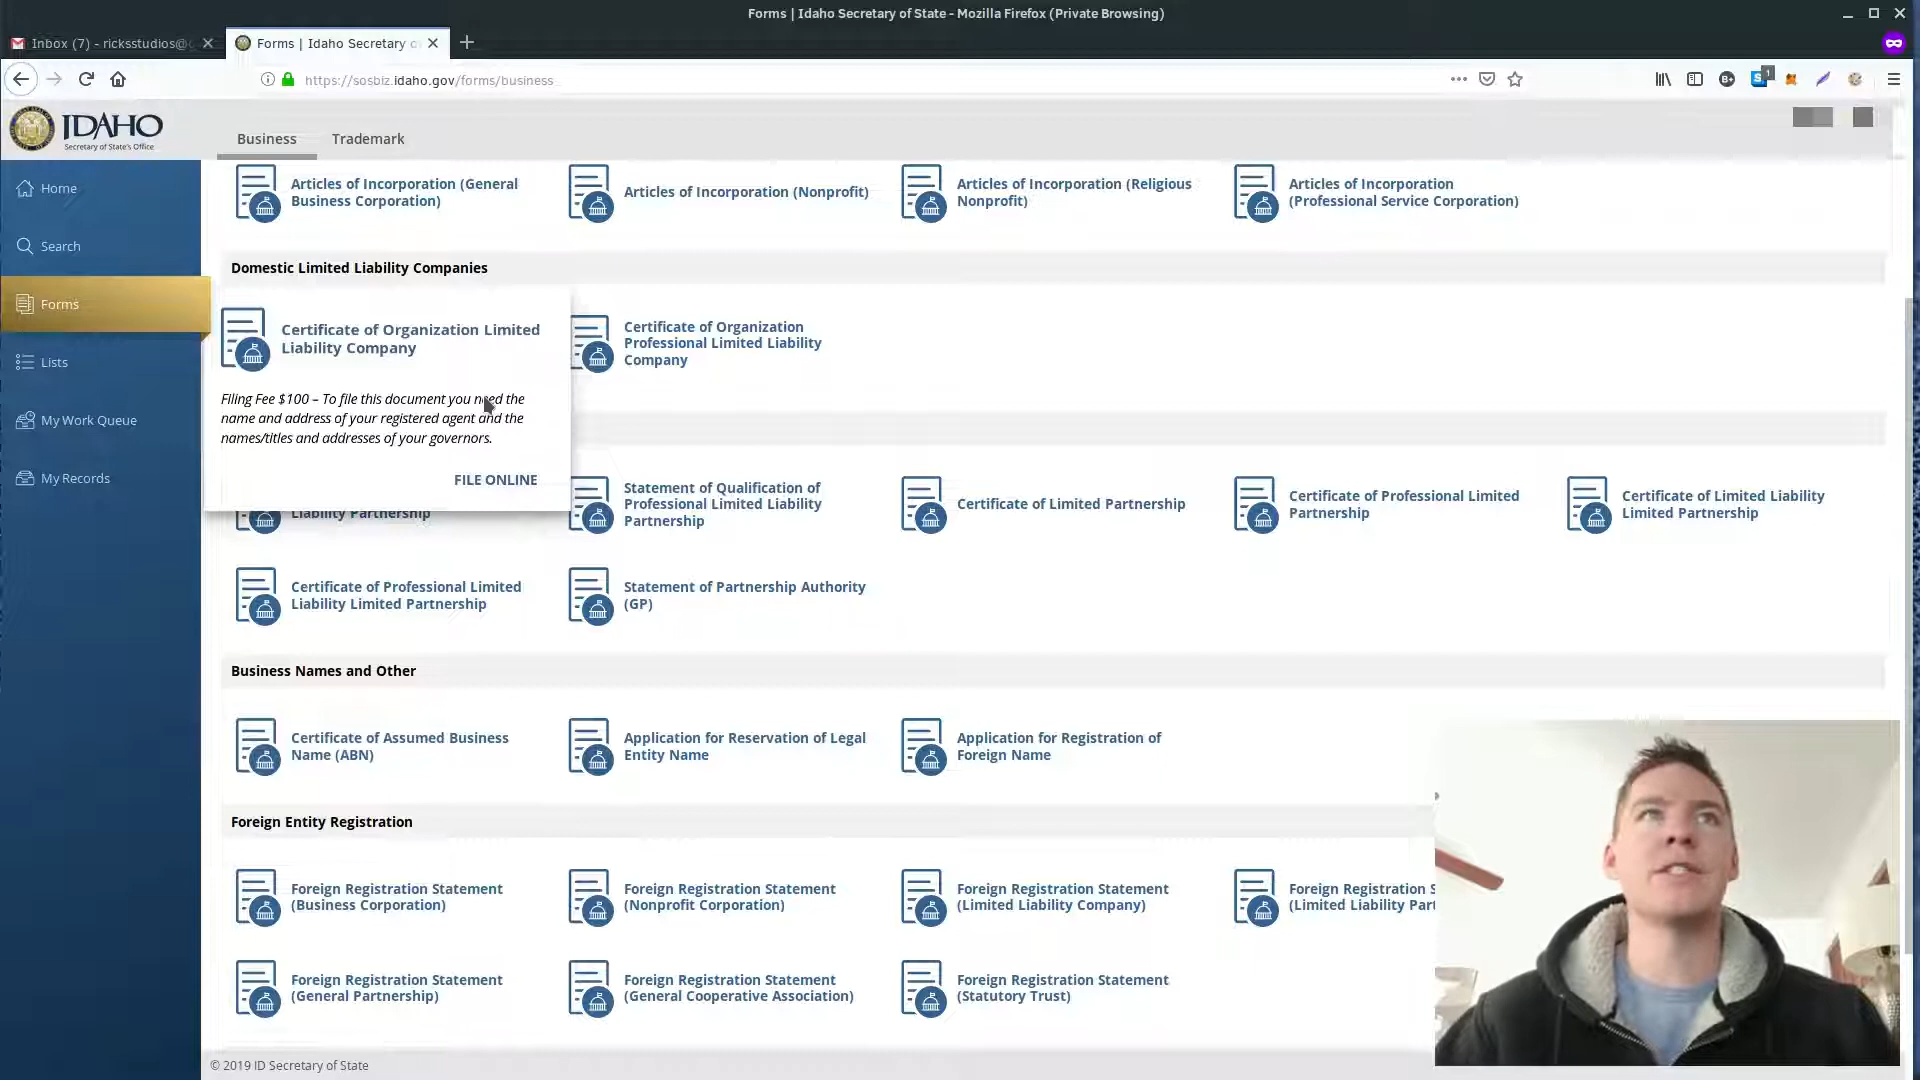 Forms | Idaho Secretary of State - Mozilla Firefox (Private Browsing)
Inbox (7) - ricksstudios@
Forms | Idaho Secretary o
https://sosbiz.idaho.gov/forms/business
IDAHO
Secretary of State's Office
Business
Trademark
Home
Search
Forms
Lists
My Work Queue
My Records
Articles of Incorporation (General
Business Corporation)
Articles of Incorporation (Nonprofit)
Articles of Incorporation (Religious
Nonprofit)
Articles of Incorporation
(Professional Service Corporation)
Domestic Limited Liability Companies
Certificate of Organization Limited
Liability Company
Filing Fee $100 – To file this document you need the
name and address of your registered agent and the
names/titles and addresses of your governors.
FILE ONLINE
Certificate of Organization
Professional Limited Liability
Company
Liability Partnership
Statement of Qualification of
Professional Limited Liability
Partnership
Certificate of Limited Partnership
Certificate of Professional Limited
Partnership
Certificate of Limited Liability
Limited Partnership
Certificate of Professional Limited
Liability Limited Partnership
Statement of Partnership Authority
(GP)
Business Names and Other
Certificate of Assumed Business
Name (ABN)
Application for Reservation of Legal
Entity Name
Application for Registration of
Foreign Name
Foreign Entity Registration
Foreign Registration Statement
(Business Corporation)
Foreign Registration Statement
(Nonprofit Corporation)
Foreign Registration Statement
(Limited Liability Company)
Foreign Registration S
(Limited Liability Part
Foreign Registration Statement
(General Partnership)
Foreign Registration Statement
(General Cooperative Association)
Foreign Registration Statement
(Statutory Trust)
© 2019 ID Secretary of State